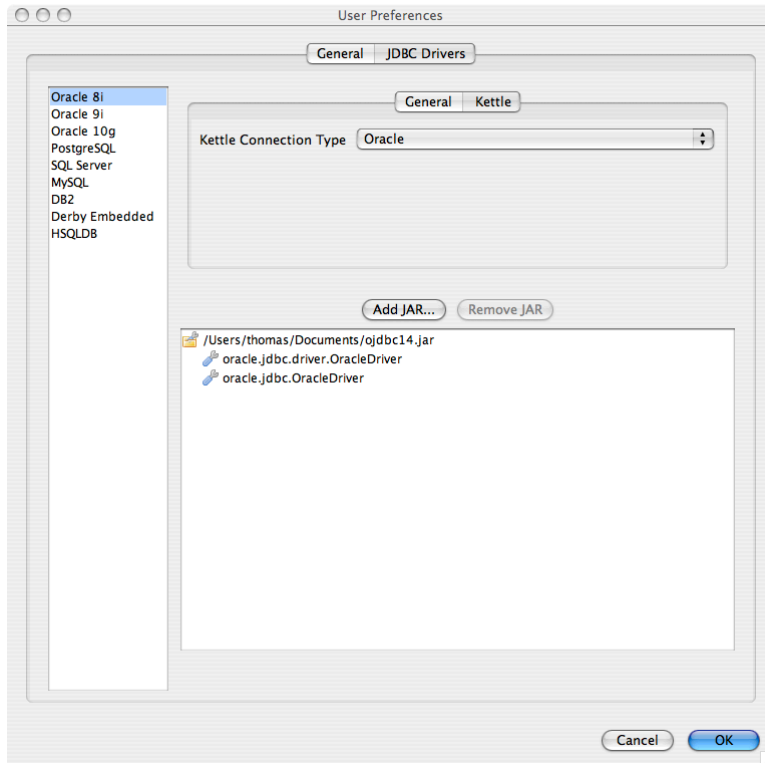 User Preferences
General JDBC Drivers
Oracle 8i
Oracle 9i
Oracle 10g
PostgreSQL
SQL Server
MySQL
DB2
Derby Embedded
HSQLDB
General Kettle
Kettle Connection Type Oracle
Add JAR... Remove JAR
/Users/thomas/Documents/ojdbc14.jar
oracle.jdbc.driver.OracleDriver
oracle.jdbc.OracleDriver
Cancel OK